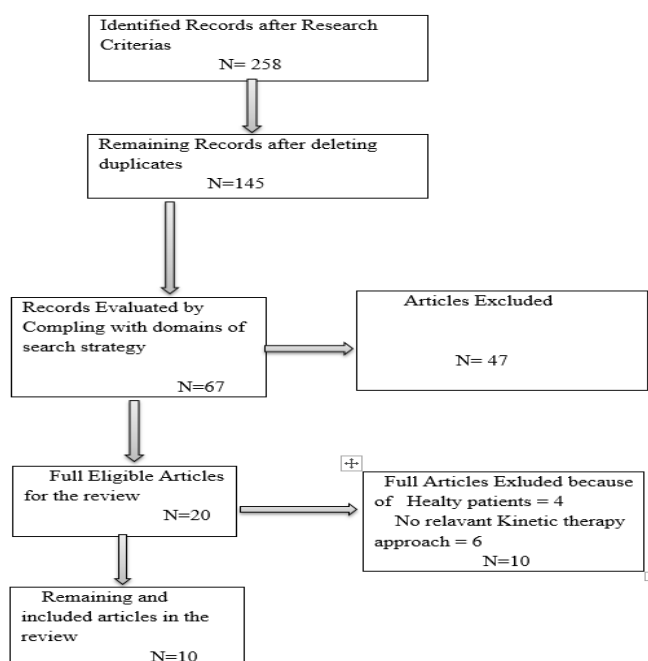 Identified Records after Research
Criterias
N= 258
Remaining Records after deleting
duplicates
N=145
Records Evaluated by
Compling with domains of
search strategy
N=67
Articles Excluded
N= 47
Full Eligible Articles
for the review
N=20
Full Articles Exluded because
of Healty patients = 4
No relavant Kinetic therapy
approach = 6
N=10
Remaining and
included articles in the
review
N=10